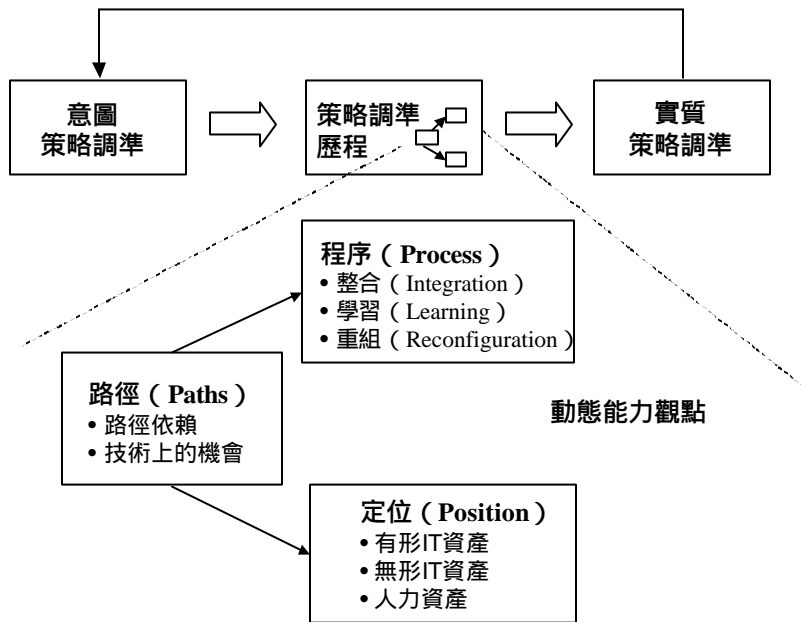 意圖
策略調準
策略調準
歷程
實質
策略調準
程序（Process）
• 整合（Integration）
• 學習（Learning）
• 重組（Reconfiguration）
路徑（Paths）
• 路徑依賴
• 技術上的機會
動態能力觀點
定位（Position）
• 有形IT資產
• 無形IT資產
• 人力資產